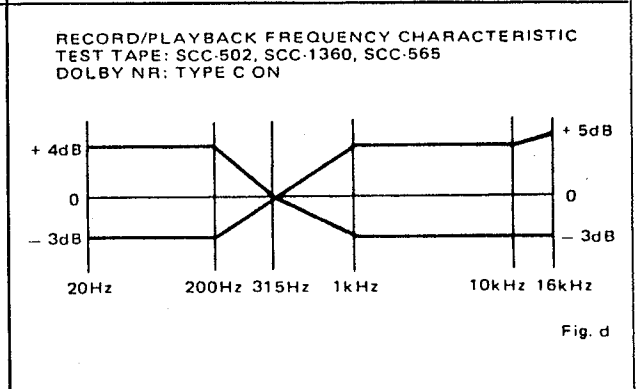 RECORD/PLAYBACK FREQUENCY CHARACTERISTIC
TEST TAPE: SCC-502, SCC-1360, SCC-565
DOLBY NR: TYPE C ON
+ 5dB
+ 4dB
0
0
− 3dB
− 3dB
20Hz 200Hz 315Hz 1kHz 10kHz 16kHz
Fig. d